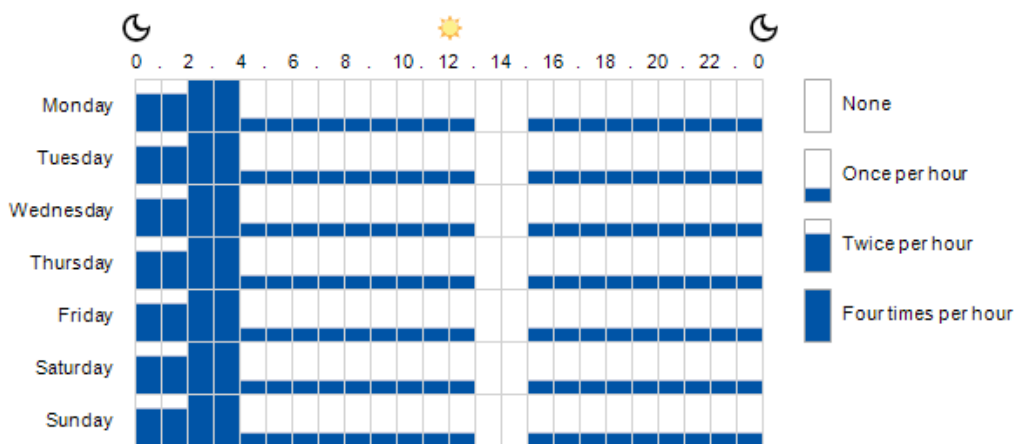 0 . 2 . 4 . 6 . 8 . 10 . 12 . 14 . 16 . 18 . 20 . 22 . 0
Monday
None
Tuesday
Once per hour
Wednesday
Twice per hour
Thursday
Friday
Four times per hour
Saturday
Sunday